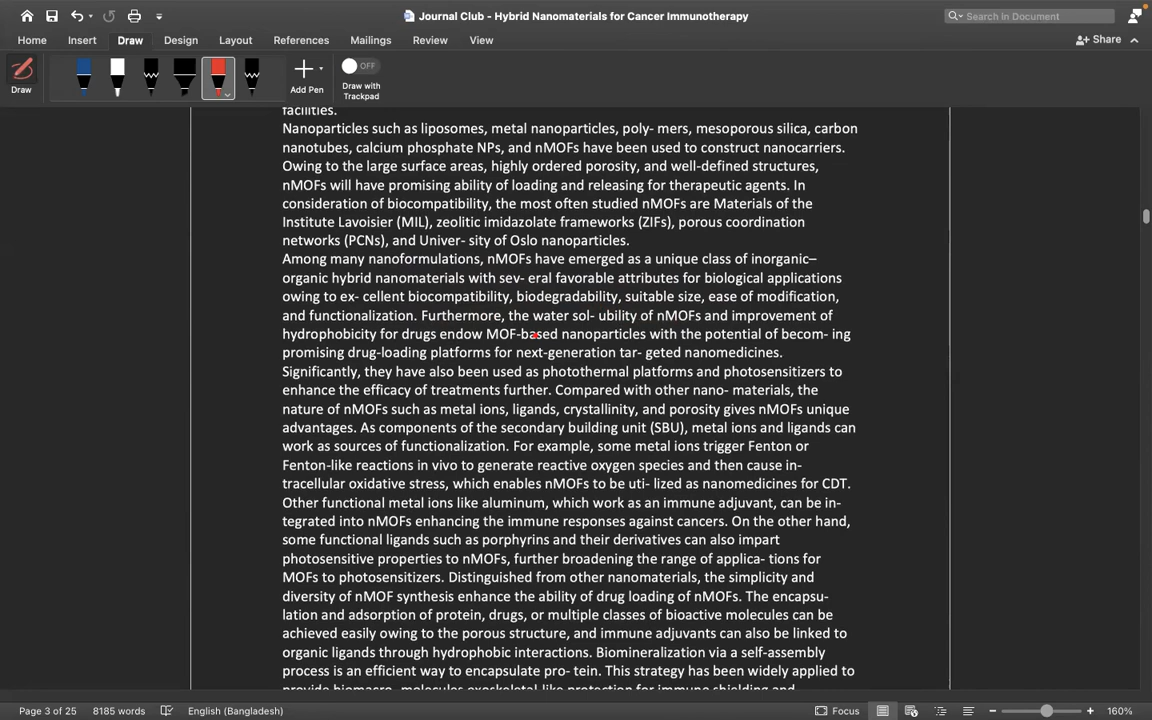 Journal Club - Hybrid Nanomaterials for Cancer Immunotherapy
Search in Document
Home Insert Draw Design Layout References Mailings Review View
Share
OFF
Draw
Add Pen
Draw with
Trackpad
facilities.
Nanoparticles such as liposomes, metal nanoparticles, poly- mers, mesoporous silica, carbon
nanotubes, calcium phosphate NPs, and nMOFs have been used to construct nanocarriers.
Owing to the large surface areas, highly ordered porosity, and well-defined structures,
nMOFs will have promising ability of loading and releasing for therapeutic agents. In
consideration of biocompatibility, the most often studied nMOFs are Materials of the
Institute Lavoisier (MIL), zeolitic imidazolate frameworks (ZIFs), porous coordination
networks (PCNs), and Univer- sity of Oslo nanoparticles.
Among many nanoformulations, nMOFs have emerged as a unique class of inorganic–
organic hybrid nanomaterials with sev- eral favorable attributes for biological applications
owing to ex- cellent biocompatibility, biodegradability, suitable size, ease of modification,
and functionalization. Furthermore, the water sol- ubility of nMOFs and improvement of
hydrophobicity for drugs endow MOF-based nanoparticles with the potential of becom- ing
promising drug-loading platforms for next-generation tar- geted nanomedicines.
Significantly, they have also been used as photothermal platforms and photosensitizers to
enhance the efficacy of treatments further. Compared with other nano- materials, the
nature of nMOFs such as metal ions, ligands, crystallinity, and porosity gives nMOFs unique
advantages. As components of the secondary building unit (SBU), metal ions and ligands can
work as sources of functionalization. For example, some metal ions trigger Fenton or
Fenton-like reactions in vivo to generate reactive oxygen species and then cause in-
tracellular oxidative stress, which enables nMOFs to be uti- lized as nanomedicines for CDT.
Other functional metal ions like aluminum, which work as an immune adjuvant, can be in-
tegrated into nMOFs enhancing the immune responses against cancers. On the other hand,
some functional ligands such as porphyrins and their derivatives can also impart
photosensitive properties to nMOFs, further broadening the range of applica- tions for
MOFs to photosensitizers. Distinguished from other nanomaterials, the simplicity and
diversity of nMOF synthesis enhance the ability of drug loading of nMOFs. The encapsu-
lation and adsorption of protein, drugs, or multiple classes of bioactive molecules can be
achieved easily owing to the porous structure, and immune adjuvants can also be linked to
organic ligands through hydrophobic interactions. Biomineralization via a self-assembly
process is an efficient way to encapsulate pro- tein. This strategy has been widely applied to
provide biomacro- molecules exoskeletal-like protection for immune shielding and
Page 3 of 25 8185 words English (Bangladesh) Focus 160%